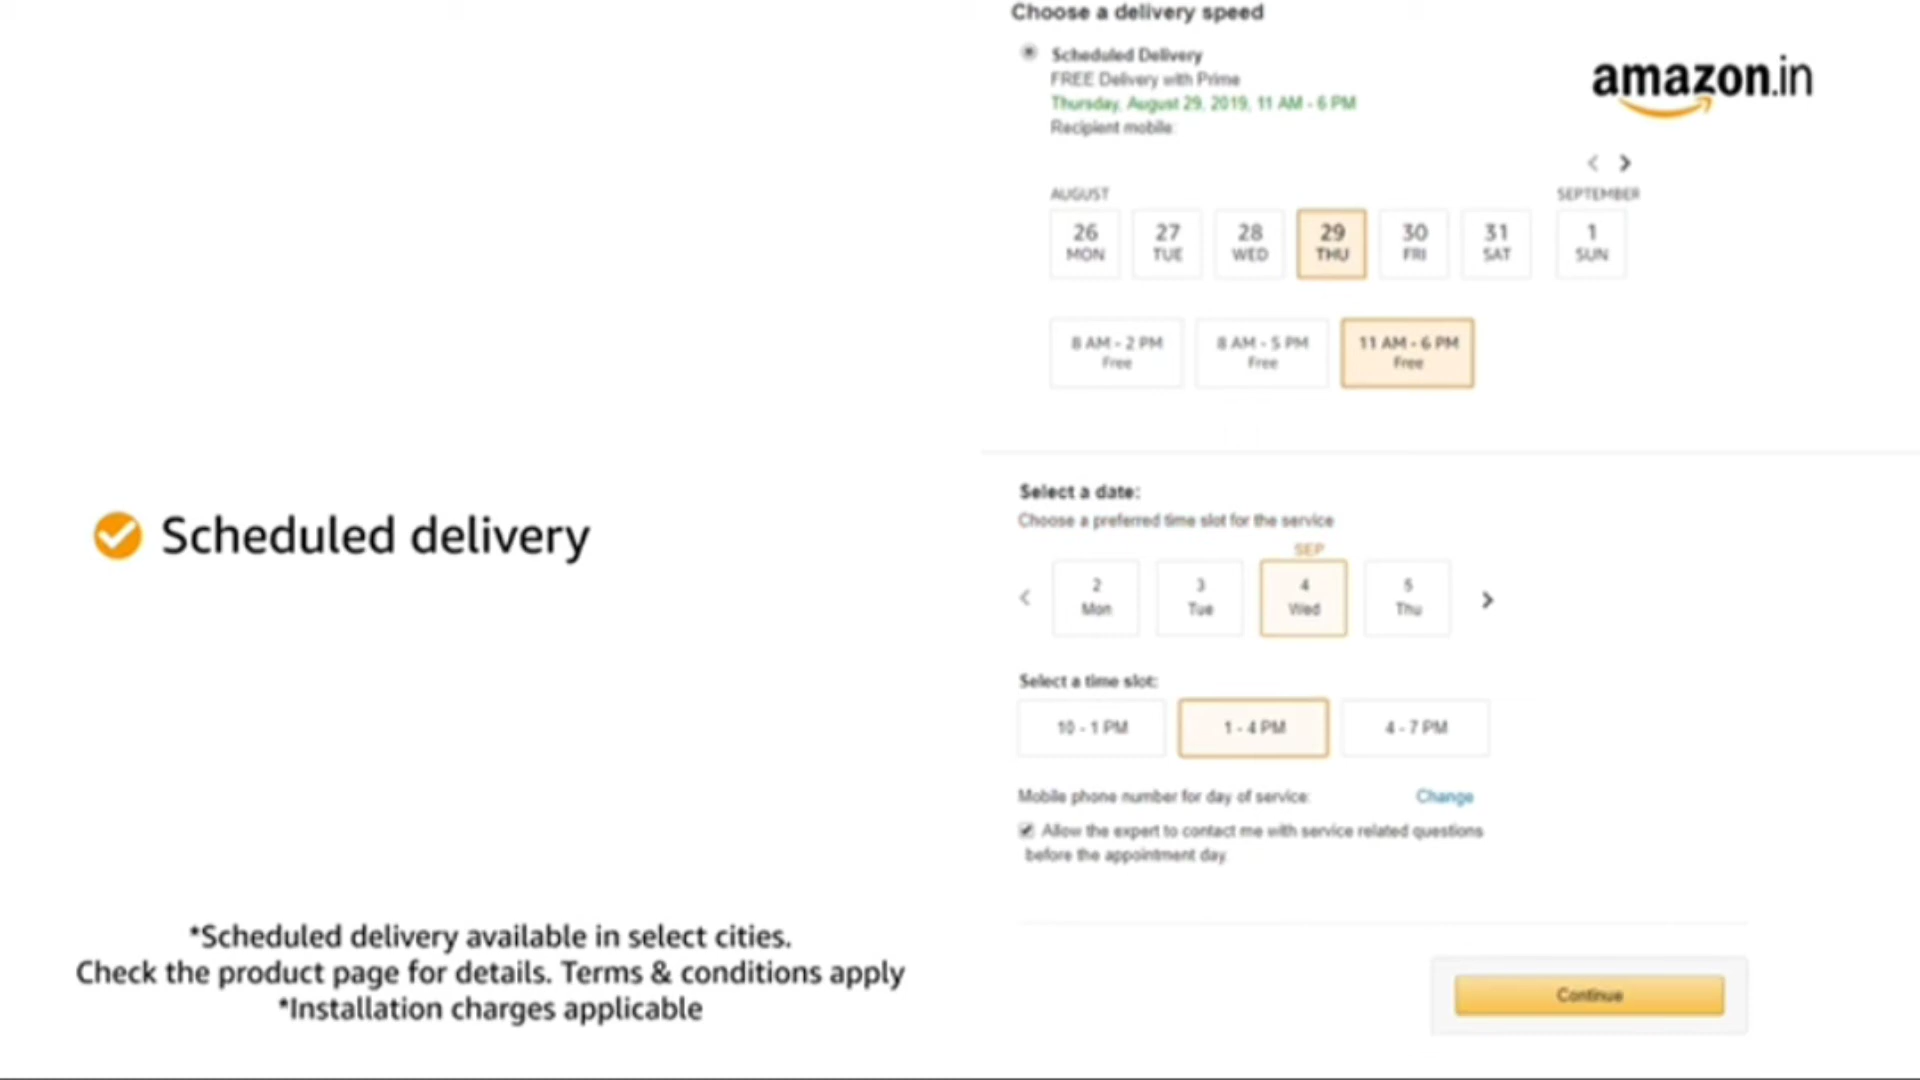 Choose a delivery speed
Scheduled Delivery
FREE Delivery with Prime
Thursday, August 29, 2019, 11 AM - 6 PM
Recipient mobile:
amazon.in
AUGUST
SEPTEMBER
26 27 28 29 30 31 1
MON TUE WED THU FRI SAT SUN
8 AM - 2 PM 8 AM - 5 PM 11 AM - 6 PM
Free Free Free
Scheduled delivery
Select a date:
Choose a preferred time slot for the service
SEP
2 3 4 5
Mon Tue Wed Thu
Select a time slot:
10 - 1 PM 1 - 4 PM 4 - 7 PM
Mobile phone number for day of service: Change
Allow the expert to contact me with service related questions
before the appointment day
*Scheduled delivery available in select cities.
Check the product page for details. Terms & conditions apply
*Installation charges applicable
Continue